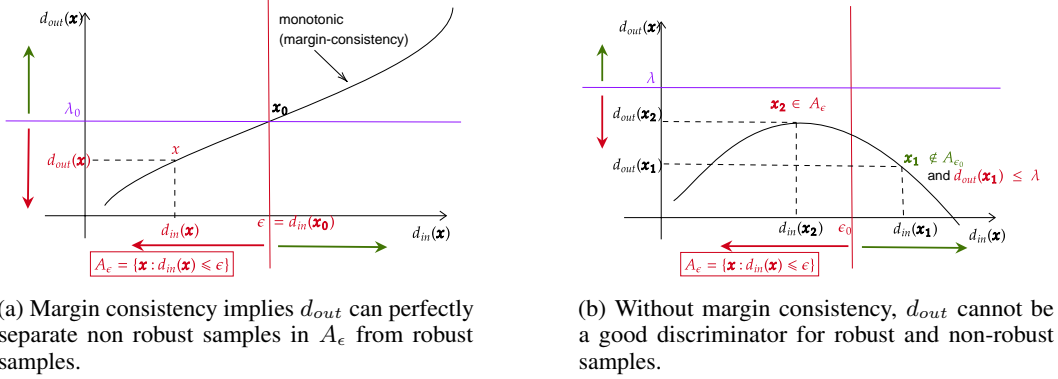 d_out(x)
monotonic
(margin-consistency)
λ_0
x_0
x
d_out(x)
d_in(x)
ϵ = d_in(x_0)
d_in(x)
A_ϵ = {x : d_in(x) ⩽ ϵ}
(a) Margin consistency implies d_out can perfectly
separate non robust samples in A_ϵ from robust
samples.
d_out(x)
λ
d_out(x_2)
x_2 ∈ A_ϵ
d_out(x_1)
x_1 ∉ A_ϵ_0
and d_out(x_1) ≤ λ
d_in(x_2)
ϵ_0
d_in(x_1)
d_in(x)
A_ϵ = {x : d_in(x) ⩽ ϵ}
(b) Without margin consistency, d_out cannot be
a good discriminator for robust and non-robust
samples.